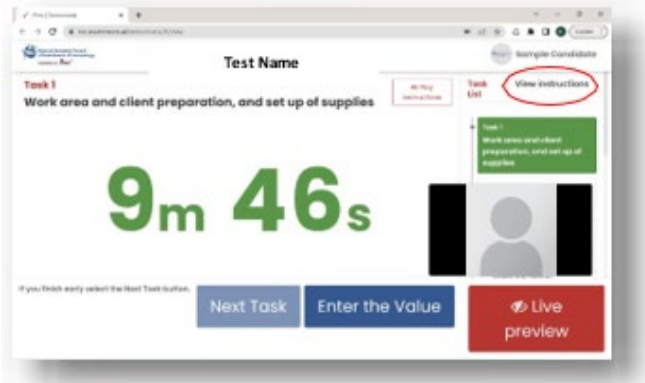 Test Name
Sample Candidate
Task 1
Work area and client preparation, and set up of supplies
Task List
View instructions
Task 1
Work area and client preparation, and set up of supplies
9m 46s
If you finish early select the Next Task button.
Next Task
Enter the Value
Live
preview